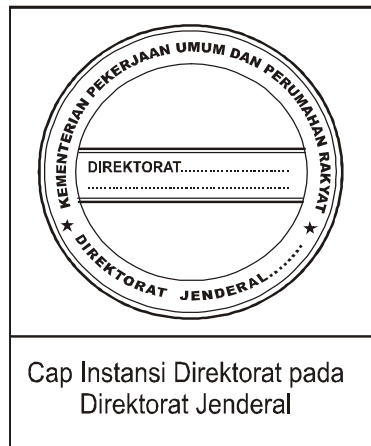 KEMENTERIAN PEKERJAAN UMUM DAN PERUMAHAN RAKYAT
DIREKTORAT..........................
............................................
★ DIREKTORAT JENDERAL......... ★
Cap Instansi Direktorat pada
Direktorat Jenderal